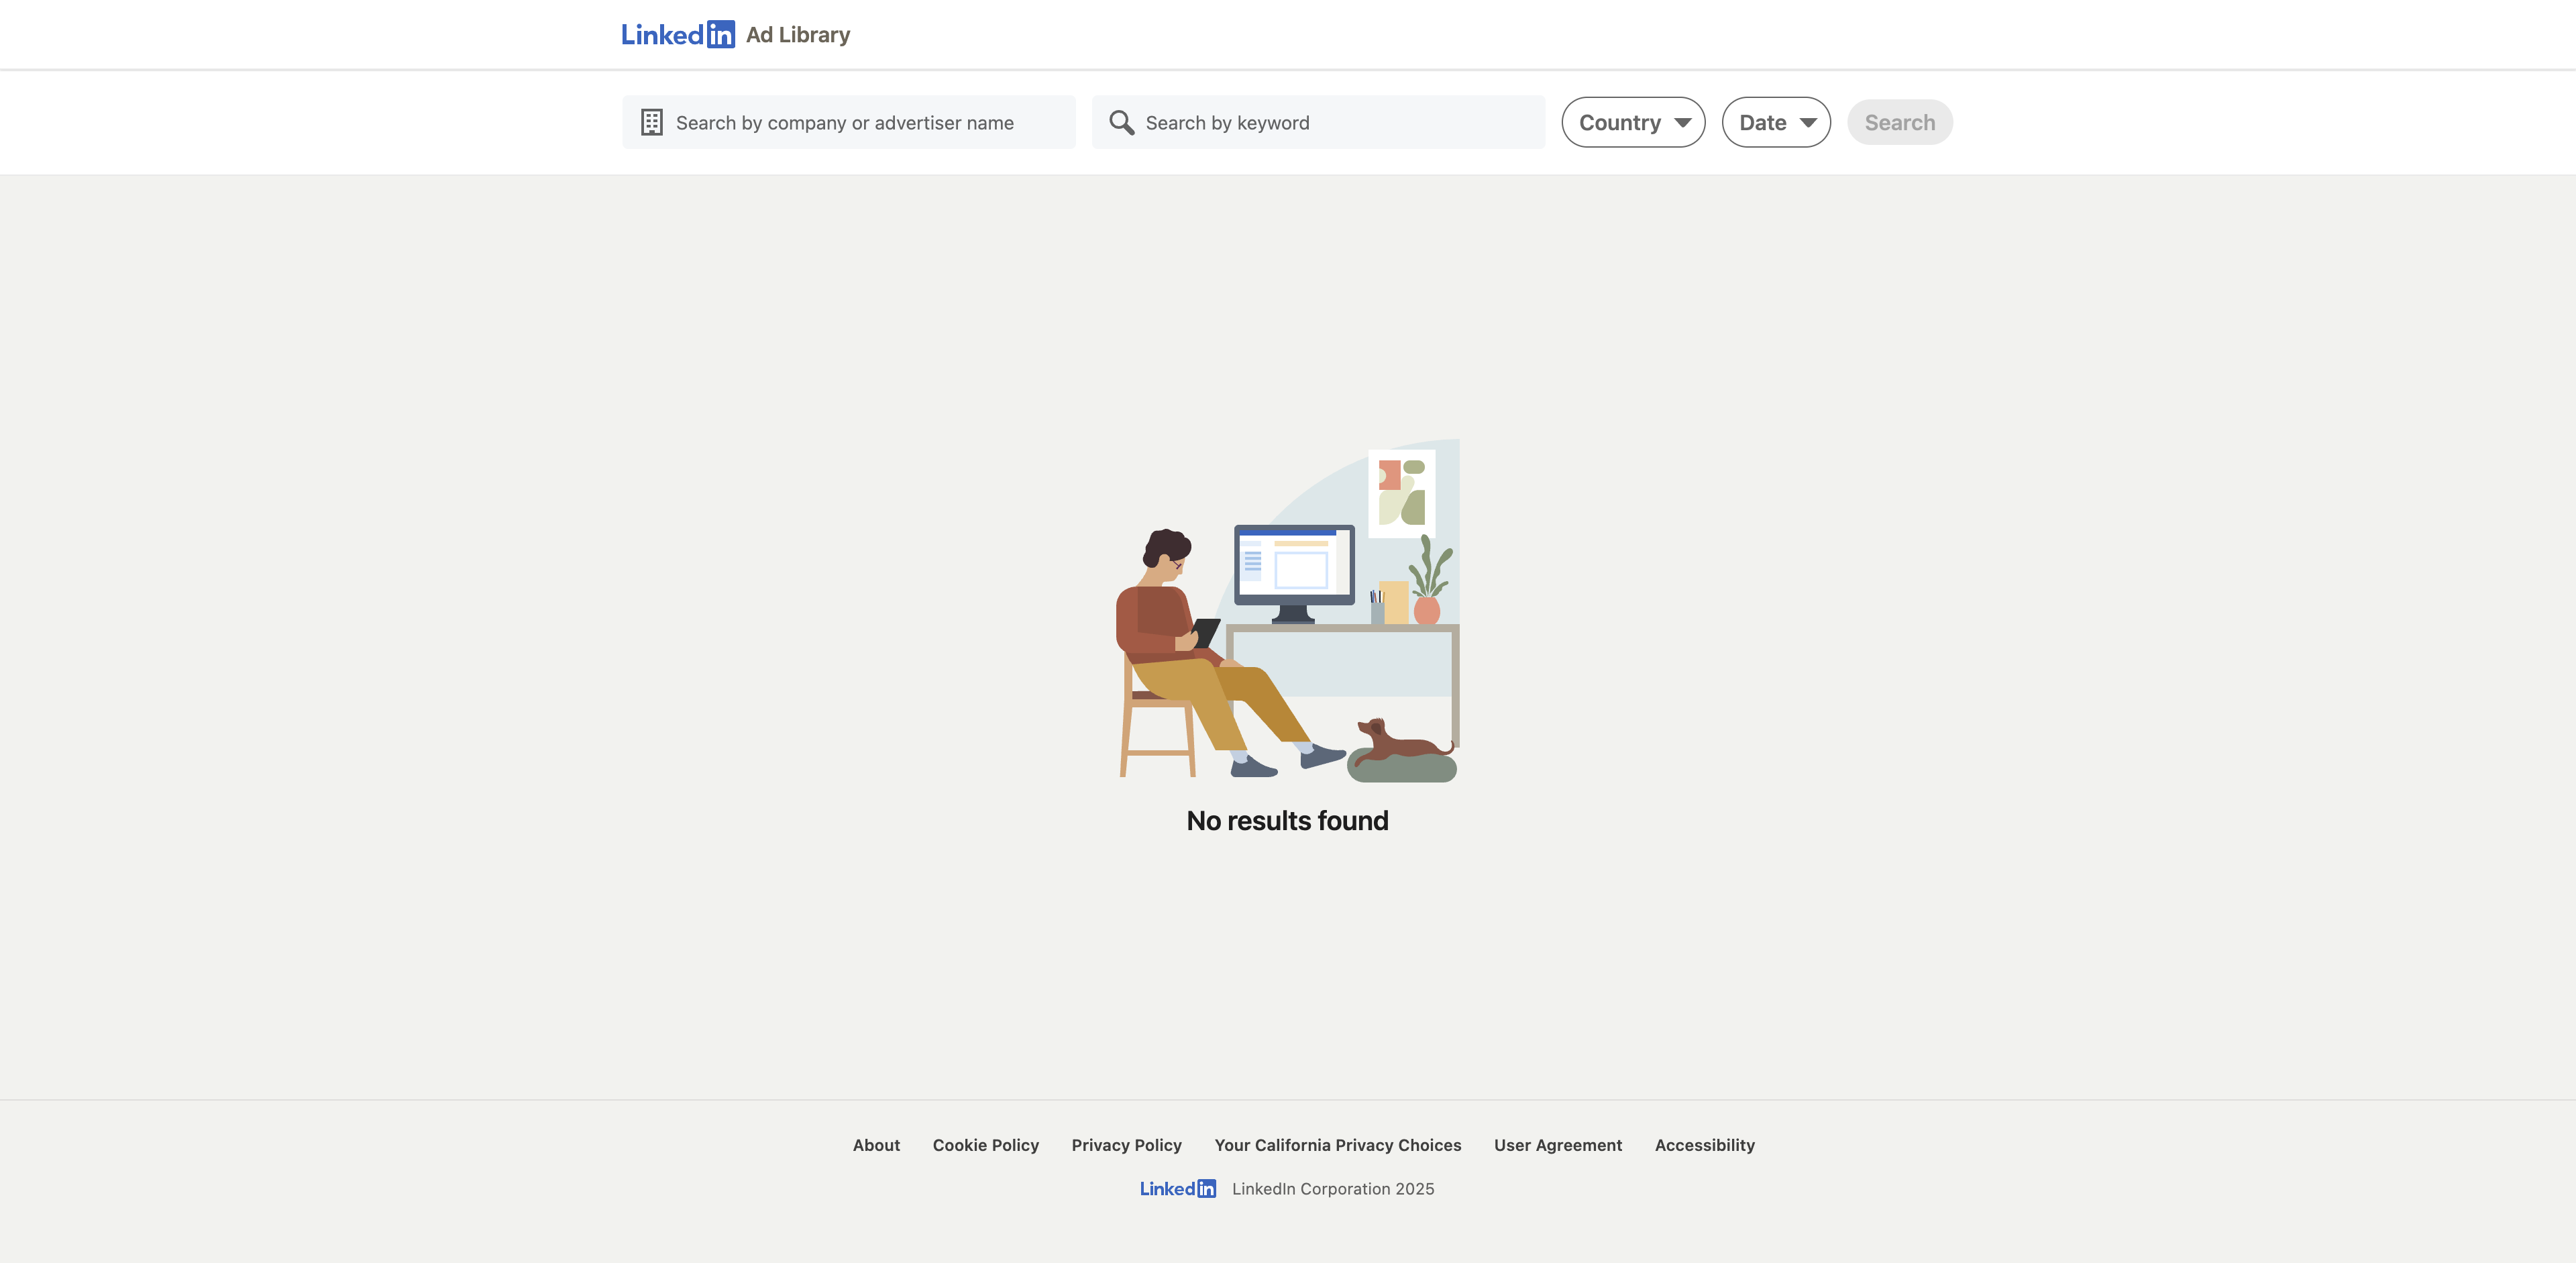 LinkedIn Ad Library
Search by company or advertiser name
Search by keyword
Country
Date
Search
No results found
About Cookie Policy Privacy Policy Your California Privacy Choices User Agreement Accessibility
LinkedIn LinkedIn Corporation 2025